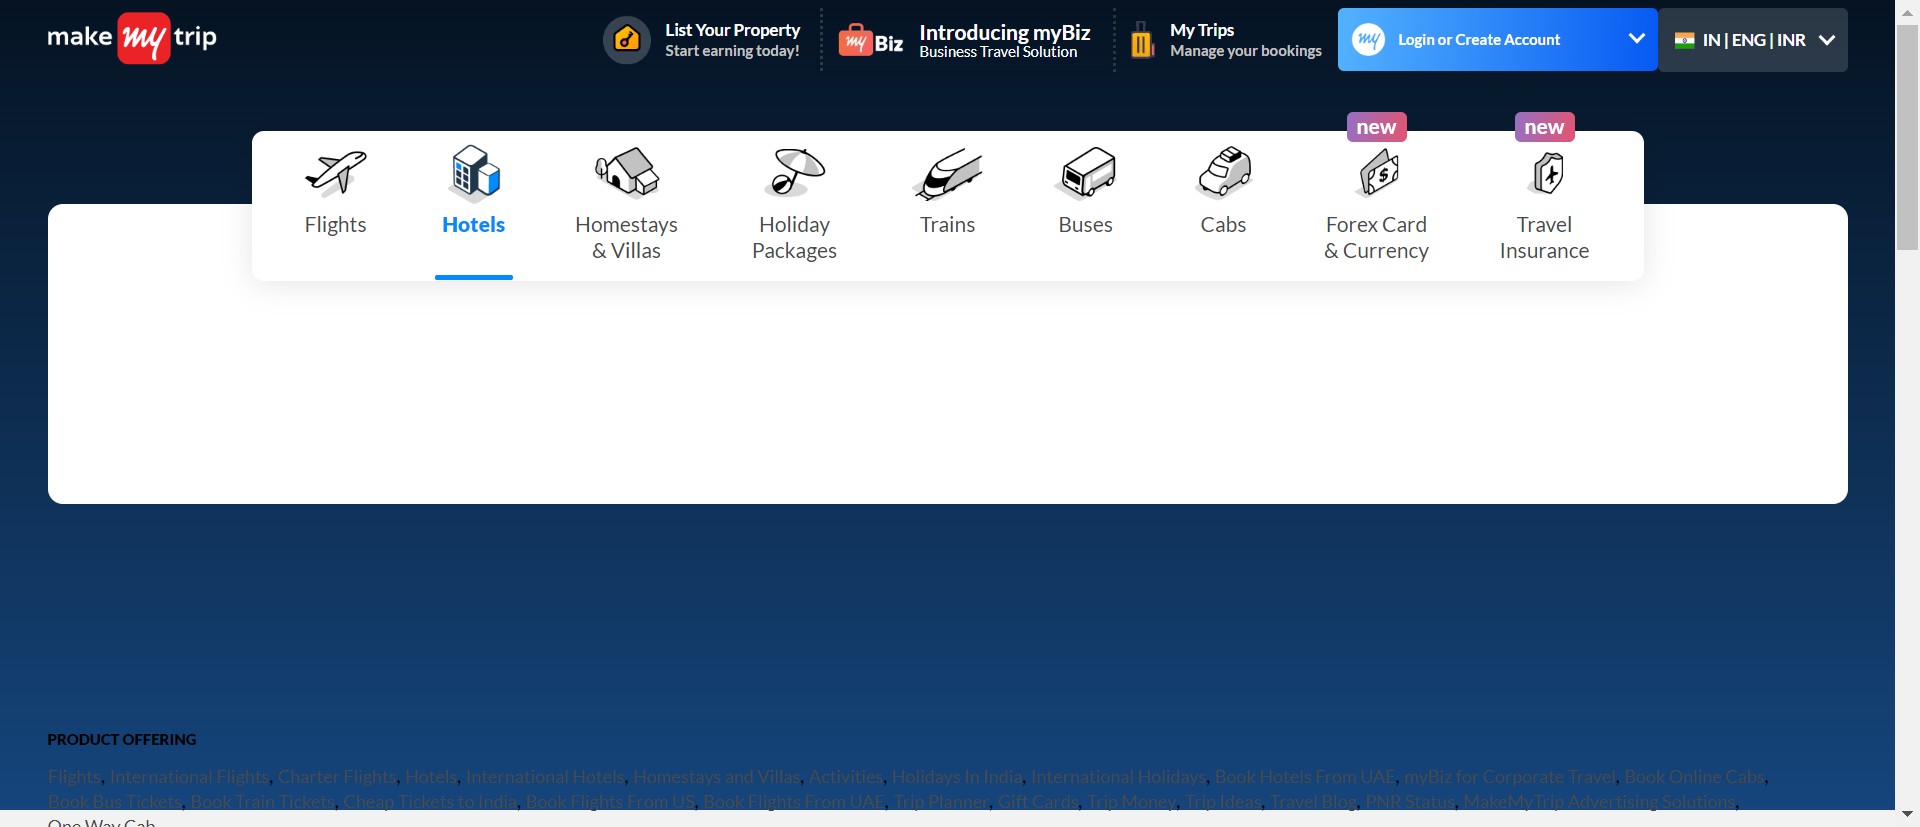 make my trip
List Your Property
Start earning today!
my Biz
Introducing myBiz
Business Travel Solution
My Trips
Manage your bookings
my
Login or Create Account
IN | ENG | INR
new
new
Flights
Hotels
Homestays
& Villas
Holiday
Packages
Trains
Buses
Cabs
Forex Card
& Currency
Travel
Insurance
PRODUCT OFFERING
Flights, International Flights, Charter Flights, Hotels, International Hotels, Homestays and Villas, Activities, Holidays In India, International Holidays, Book Hotels From UAE, myBiz for Corporate Travel, Book Online Cabs,
Book Bus Tickets, Book Train Tickets, Cheap Tickets to India, Book Flights From US, Book Flights From UAE, Trip Planner, Gift Cards, Trip Money, Trip Ideas, Travel Blog, PNR Status, MakeMyTrip Advertising Solutions,
One Way Cab